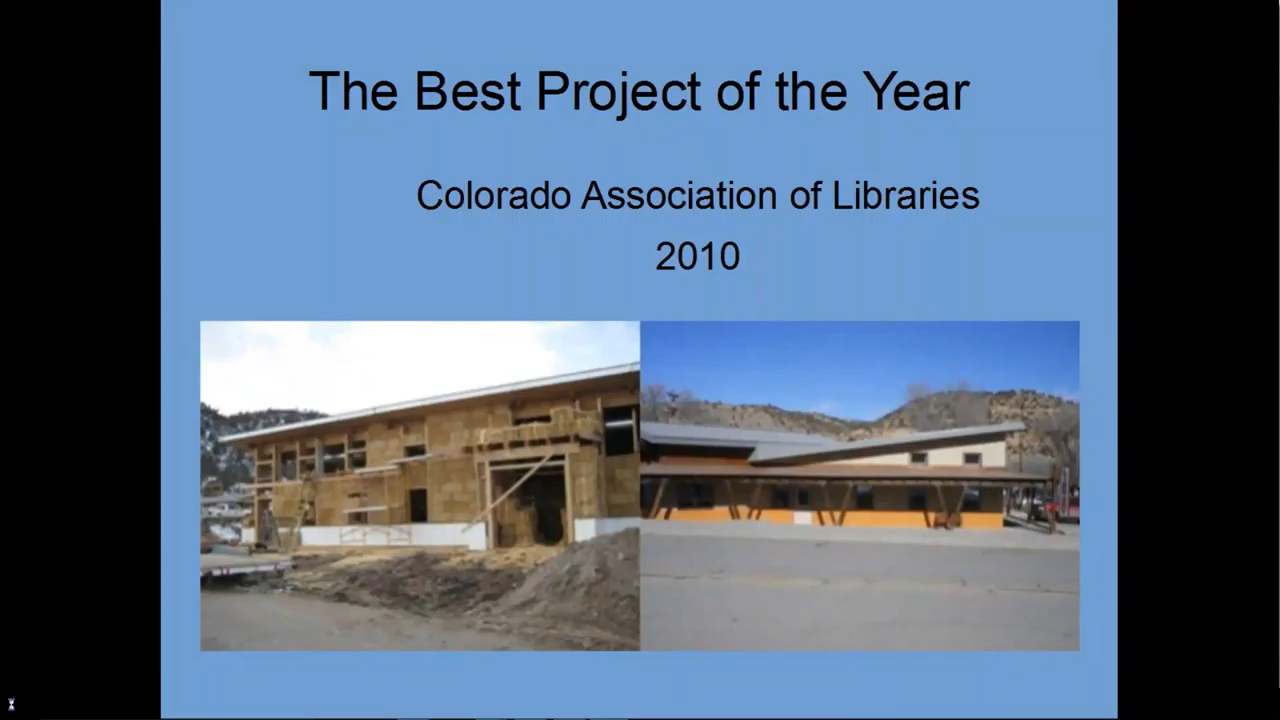 The Best Project of the Year
Colorado Association of Libraries
2010